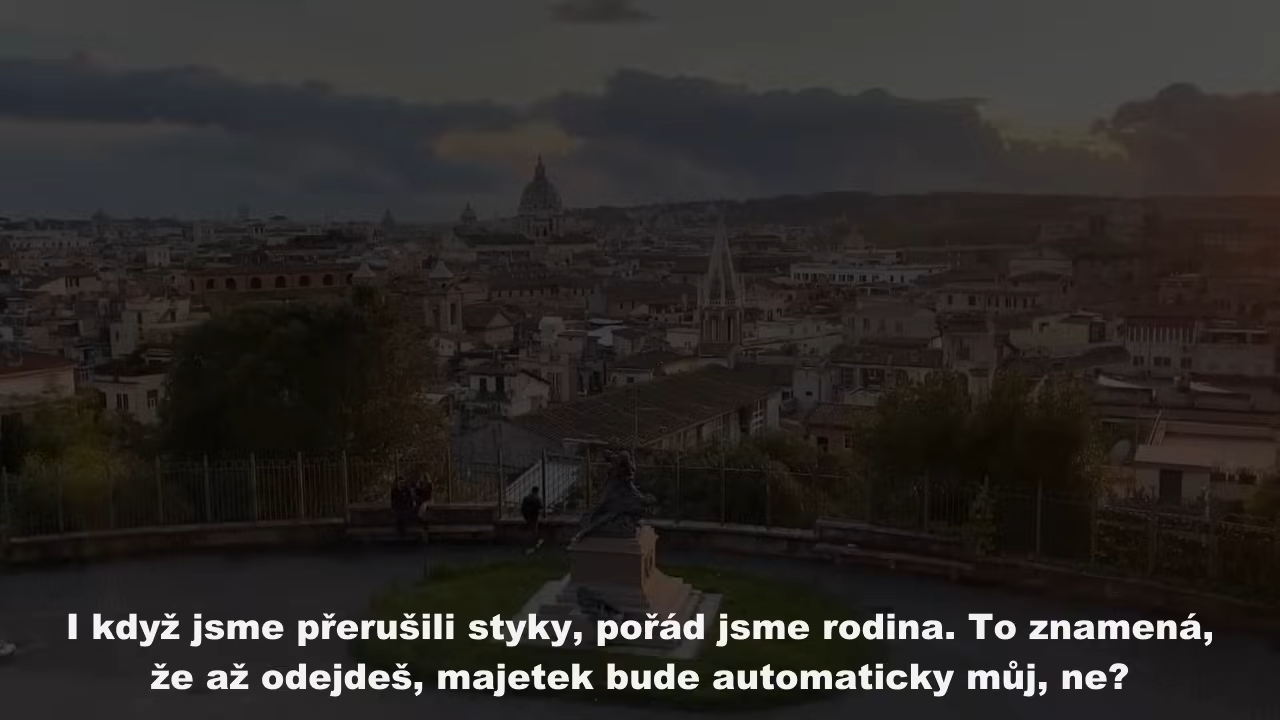 I když jsme přerušili styky, pořád jsme rodina. To znamená,
že až odejdeš, majetek bude automaticky můj, ne?